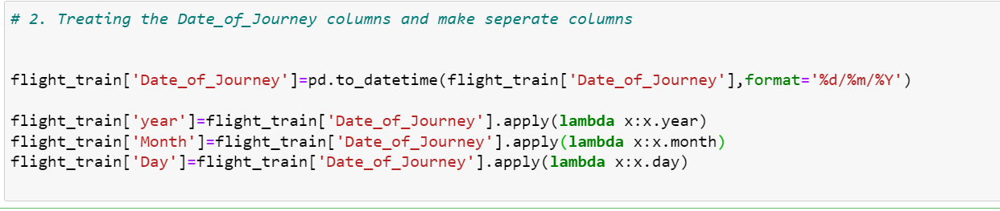 # 2. Treating the Date_of_Journey columns and make seperate columns
flight_train['Date_of_Journey']=pd.to_datetime(flight_train['Date_of_Journey'],format='%d/%m/%Y')
flight_train['year']=flight_train['Date_of_Journey'].apply(lambda x:x.year)
flight_train['Month']=flight_train['Date_of_Journey'].apply(lambda x:x.month)
flight_train['Day']=flight_train['Date_of_Journey'].apply(lambda x:x.day)